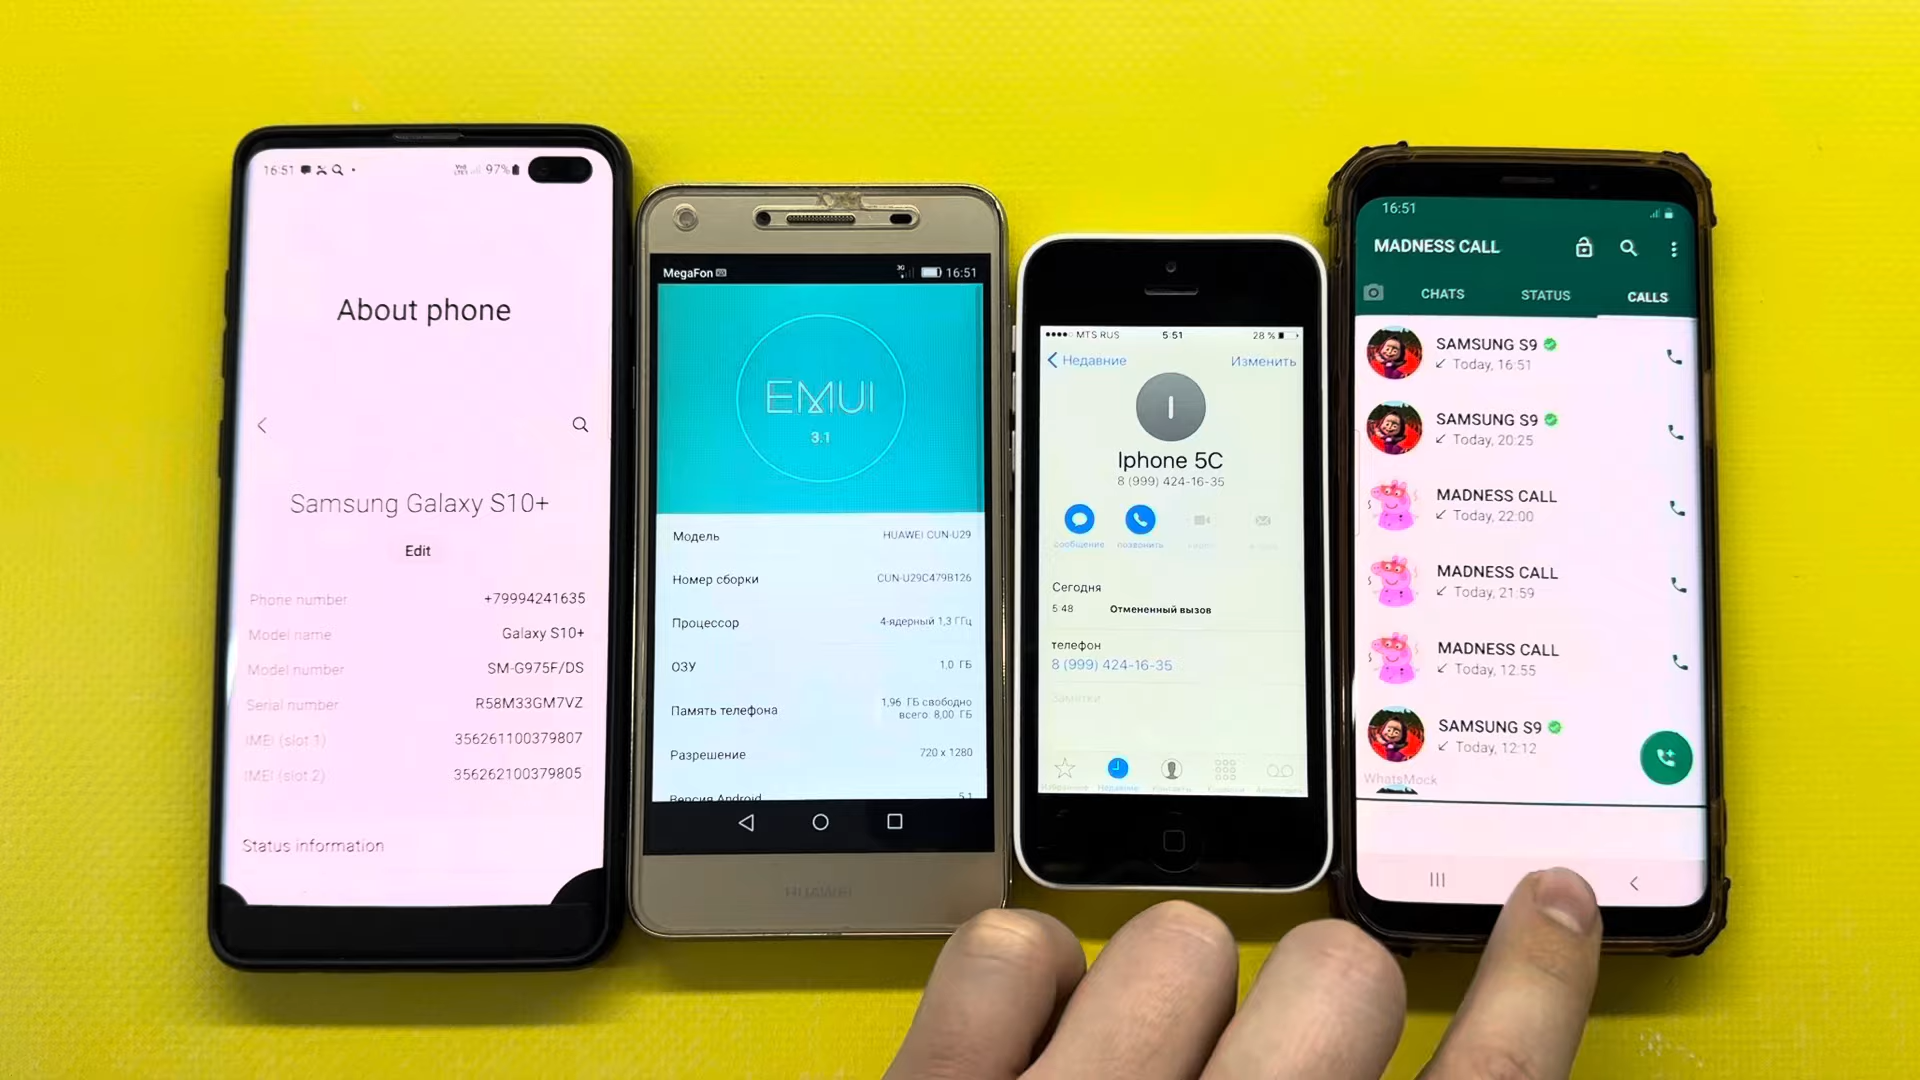 16:51
97%
About phone
Samsung Galaxy S10+
Edit
Phone number +79994241635
Model name Galaxy S10+
Model number SM-G975F/DS
Serial number R58M33GM7VZ
IMEI (slot 1) 356261100379807
IMEI (slot 2) 356262100379805
Status information
MegaFon 3G 16:51
EMUI
3.1
Модель HUAWEI CUN-U29
Номер сборки CUN-U29C479B126
Процессор 4-ядерный 1,3 ГГц
ОЗУ 1,0 ГБ
Память телефона 1,96 ГБ свободно
всего: 8,00 ГБ
Разрешение 720 x 1280
Версия Android 5.1
HUAWEI
MTS RUS 5:51 28 %
Недавние Изменить
I
Iphone 5C
8 (999) 424-16-35
сообщение позвонить
Сегодня
5:48 Отмененный вызов
телефон
8 (999) 424-16-35
Заметки
16:51
MADNESS CALL
CHATS STATUS CALLS
SAMSUNG S9
Today, 16:51
SAMSUNG S9
Today, 20:25
MADNESS CALL
Today, 22:00
MADNESS CALL
Today, 21:59
MADNESS CALL
Today, 12:55
SAMSUNG S9
Today, 12:12
WhatsMock